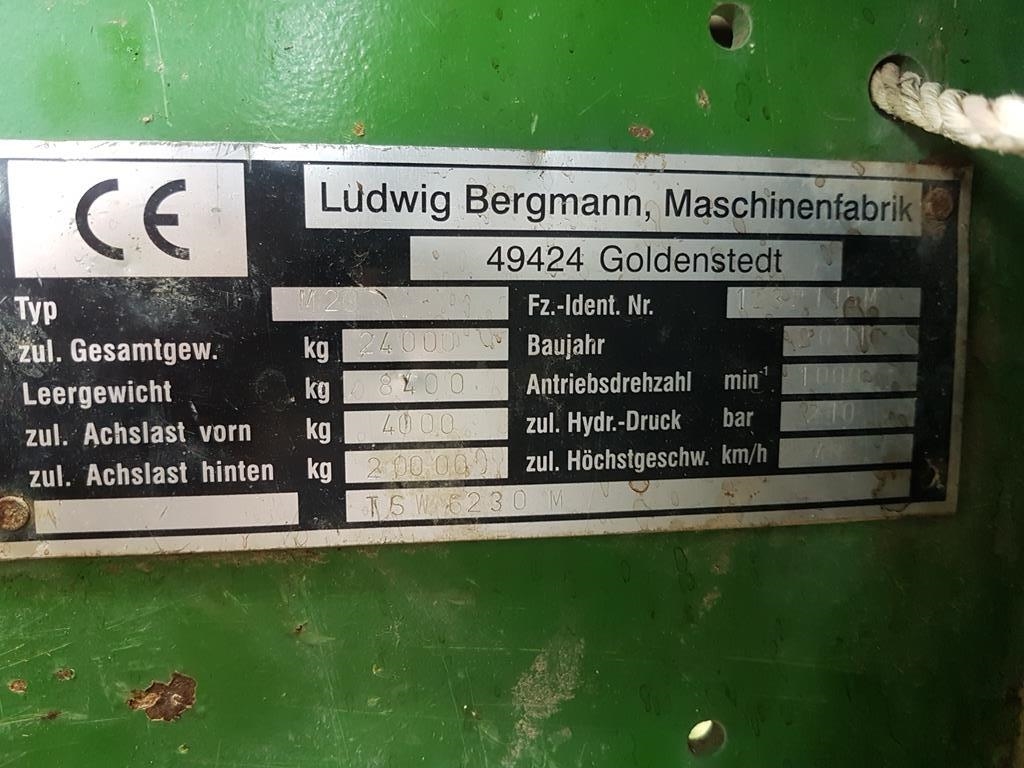 CE
Ludwig Bergmann, Maschinenfabrik
49424 Goldenstedt
Typ
Fz.-Ident. Nr.
zul. Gesamtgew. kg 24000
Baujahr
Leergewicht kg 8400
Antriebsdrehzahl min⁻¹
zul. Achslast vorn kg 4000
zul. Hydr.-Druck bar 210
zul. Achslast hinten kg 200000
zul. Höchstgeschw. km/h
TSW 6230 M